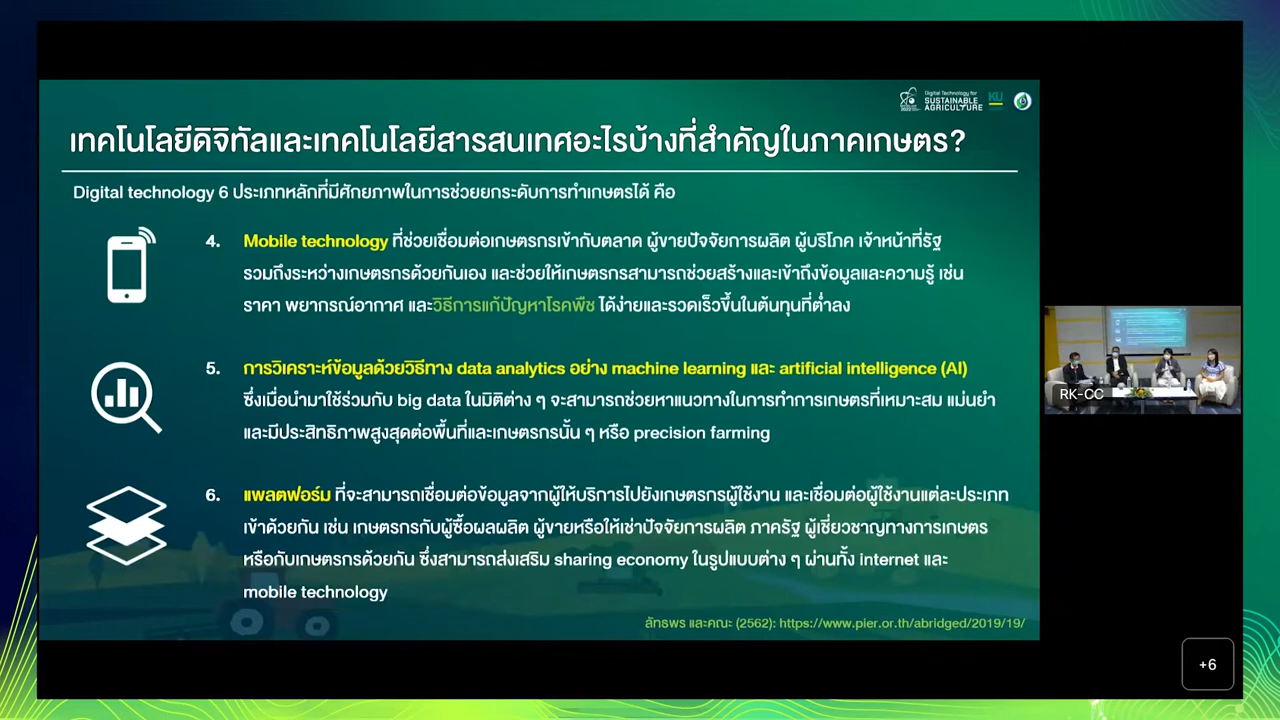 Digital Technology for
SUSTAINABLE
AGRICULTURE
KU
เทคโนโลยีดิจิทัลและเทคโนโลยีสารสนเทศอะไรบ้างที่สำคัญในภาคเกษตร?
Digital technology 6 ประเภทหลักที่มีศักยภาพในการช่วยยกระดับการทำเกษตรได้ คือ
4. Mobile technology ที่ช่วยเชื่อมต่อเกษตรกรเข้ากับตลาด ผู้ขายปัจจัยการผลิต ผู้บริโภค เจ้าหน้าที่รัฐ
รวมถึงระหว่างเกษตรกรด้วยกันเอง และช่วยให้เกษตรกรสามารถช่วยสร้างและเข้าถึงข้อมูลและความรู้ เช่น
ราคา พยากรณ์อากาศ และวิธีการแก้ปัญหาโรคพืช ได้ง่ายและรวดเร็วขึ้นในต้นทุนที่ต่ำลง
5. การวิเคราะห์ข้อมูลด้วยวิธีทาง data analytics อย่าง machine learning และ artificial intelligence (AI)
ซึ่งเมื่อนำมาใช้ร่วมกับ big data ในมิติต่าง ๆ จะสามารถช่วยหาแนวทางในการทำการเกษตรที่เหมาะสม แม่นยำ
และมีประสิทธิภาพสูงสุดต่อพื้นที่และเกษตรกรนั้น ๆ หรือ precision farming
6. แพลตฟอร์ม ที่จะสามารถเชื่อมต่อข้อมูลจากผู้ให้บริการไปยังเกษตรกรผู้ใช้งาน และเชื่อมต่อผู้ใช้งานแต่ละประเภท
เข้าด้วยกัน เช่น เกษตรกรกับผู้ซื้อผลผลิต ผู้ขายหรือให้เช่าปัจจัยการผลิต ภาครัฐ ผู้เชี่ยวชาญทางการเกษตร
หรือกับเกษตรกรด้วยกัน ซึ่งสามารถส่งเสริม sharing economy ในรูปแบบต่าง ๆ ผ่านทั้ง internet และ
mobile technology
ลัทธพร และคณะ (2562): https://www.pier.or.th/abridged/2019/19/
RK-CC
+6